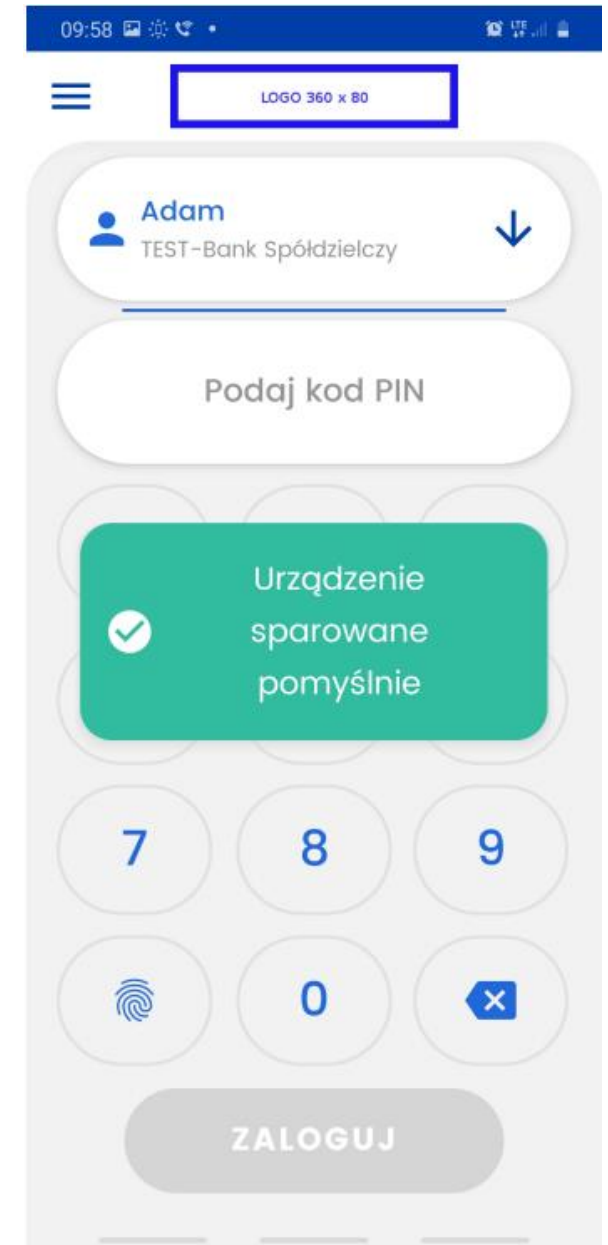 09:58
LTE
LOGO 360 x 80
Adam
TEST-Bank Spółdzielczy
Podaj kod PIN
Urządzenie
sparowane
pomyślnie
7 8 9
0
ZALOGUJ